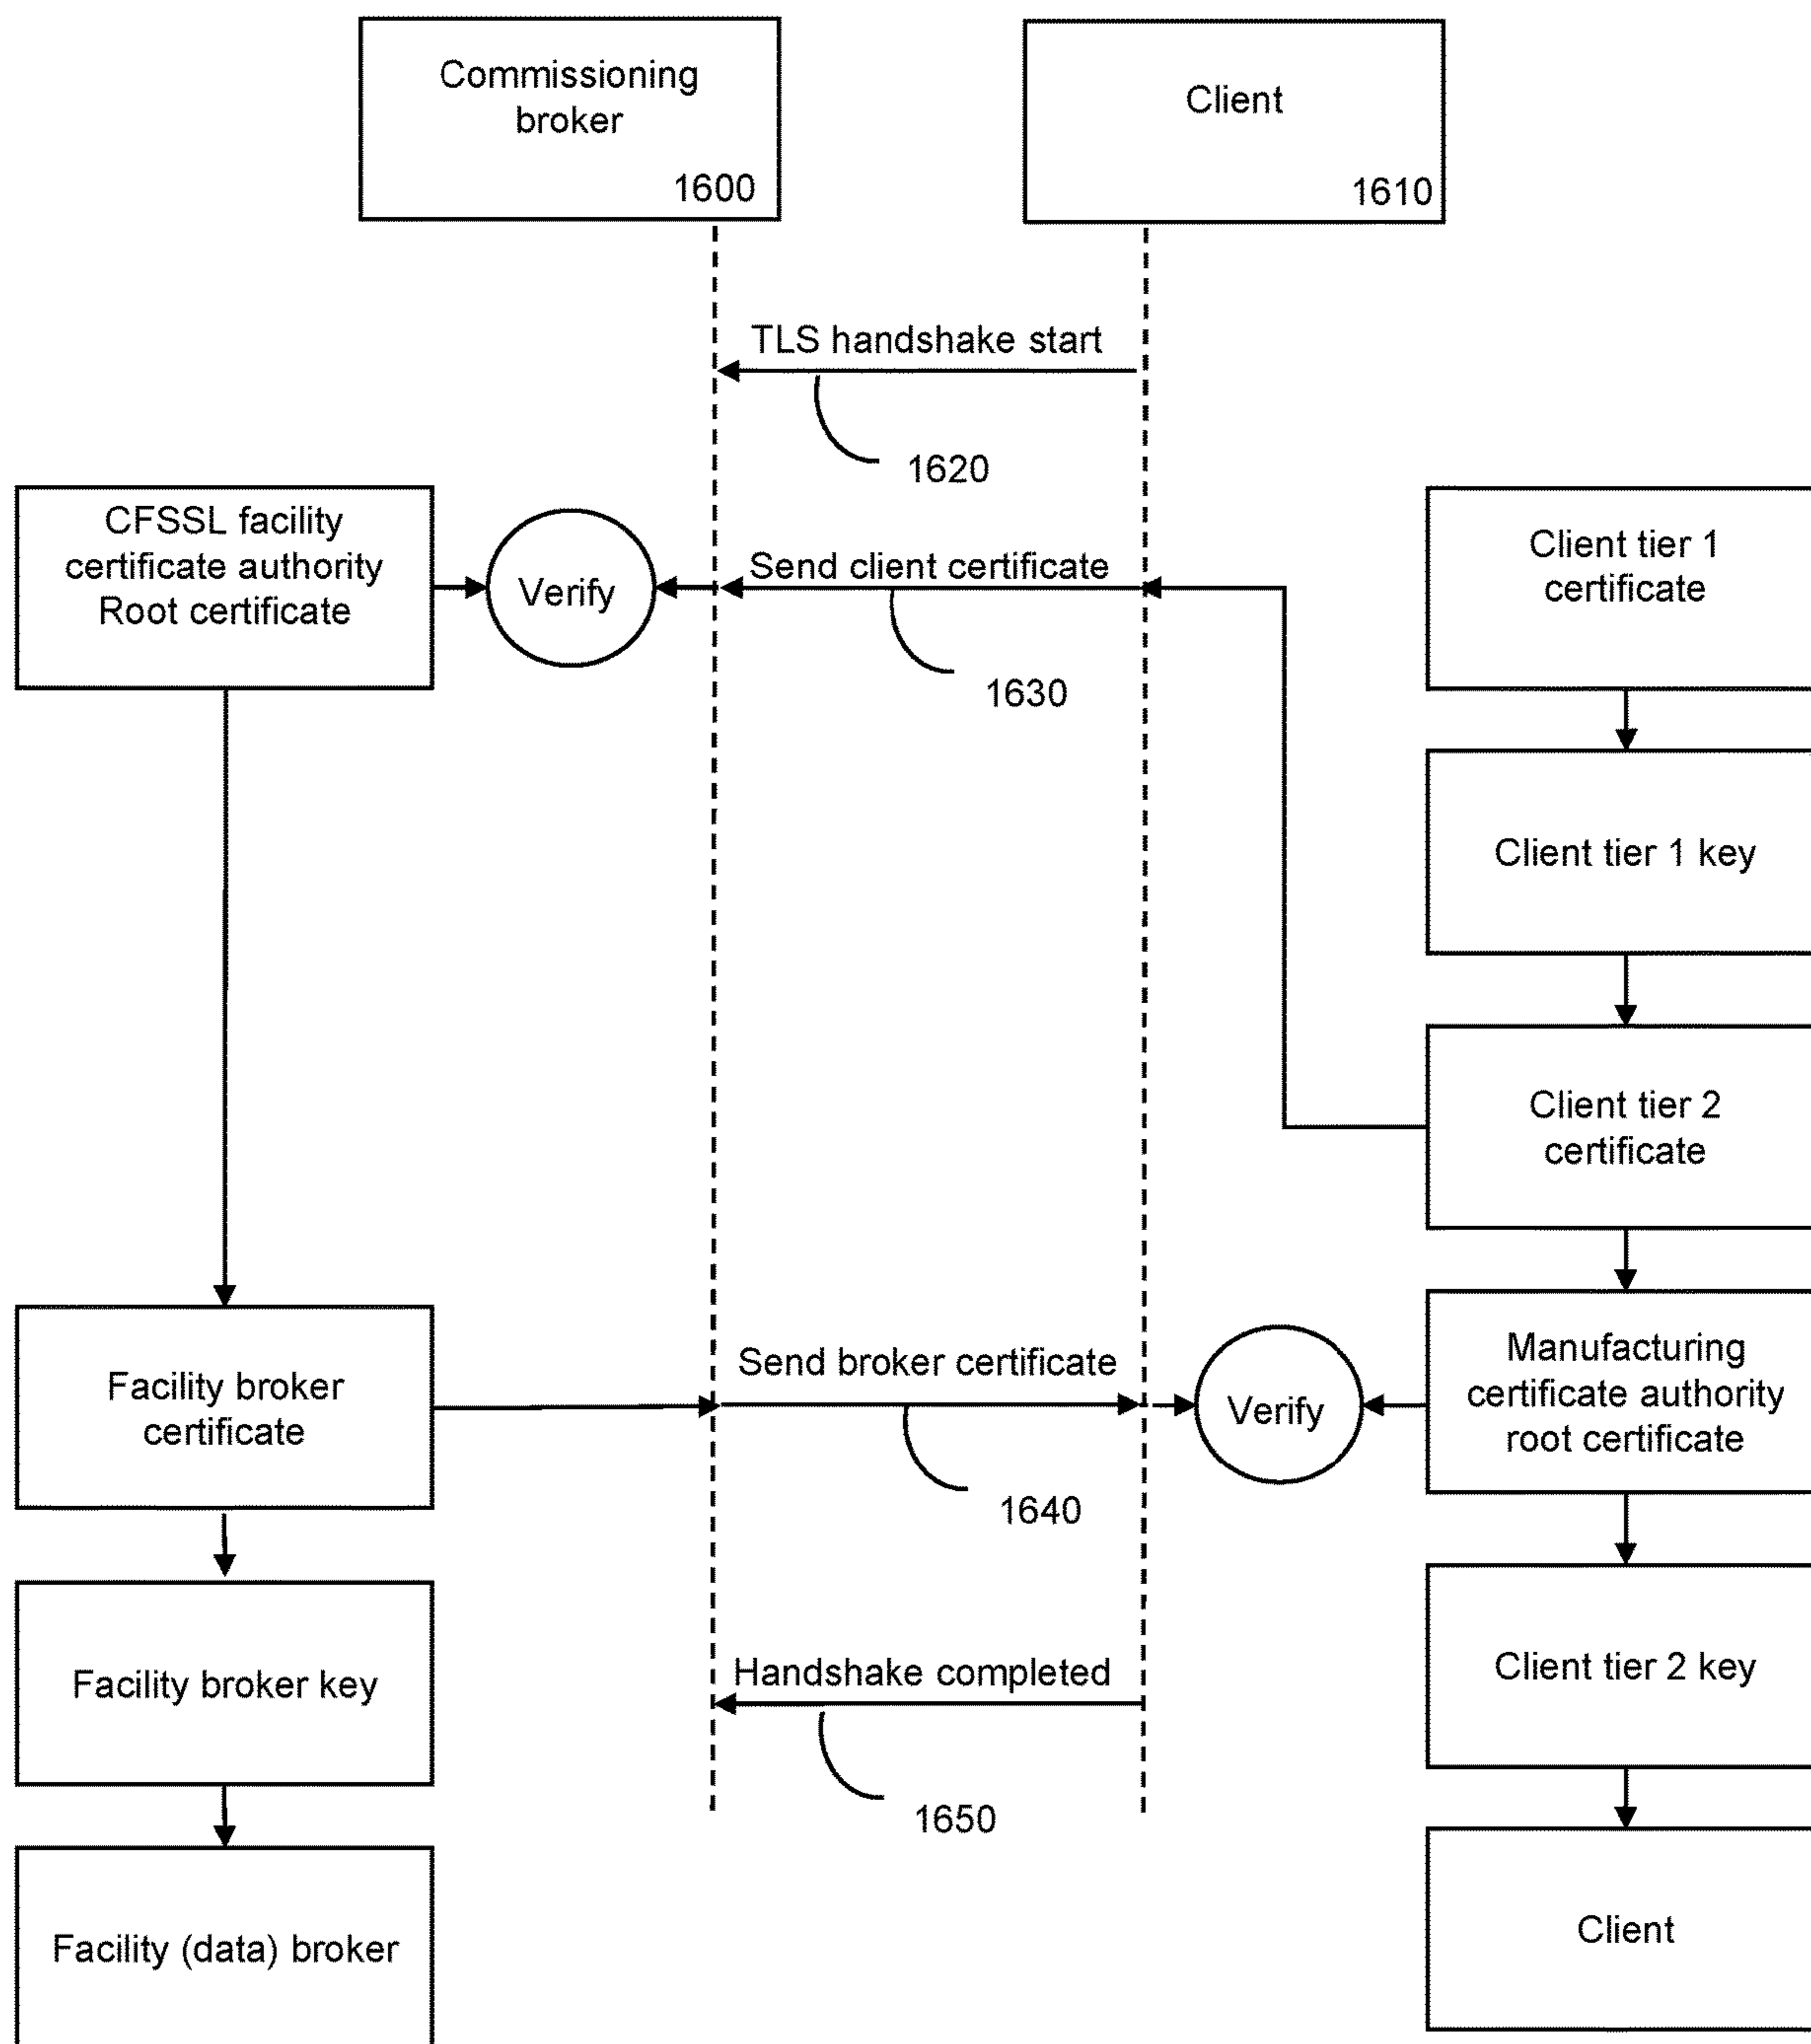 Commissioning
broker
1600
Client
1610
TLS handshake start
1620
CFSSL facility
certificate authority
Root certificate
Verify
Send client certificate
1630
Client tier 1
certificate
Client tier 1 key
Client tier 2
certificate
Facility broker
certificate
Send broker certificate
1640
Verify
Manufacturing
certificate authority
root certificate
Facility broker key
Handshake completed
1650
Client tier 2 key
Facility (data) broker
Client